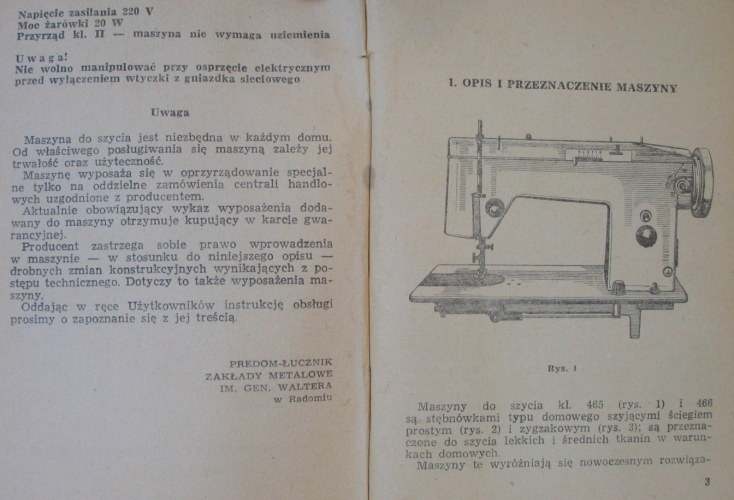 Napięcie zasilania 220 V
Moc żarówki 20 W
Przyrząd kl. II — maszyna nie wymaga uziemienia
Uwaga!
Nie wolno manipulować przy osprzęcie elektrycznym
przed wyłączeniem wtyczki z gniazdka sieciowego
Uwaga
Maszyna do szycia jest niezbędna w każdym domu.
Od właściwego posługiwania się maszyną zależy jej
trwałość oraz użyteczność.
Maszynę wyposaża się w oprzyrządowanie specjal-
ne tylko na oddzielne zamówienia centrali handlo-
wych uzgodnione z producentem.
Aktualnie obowiązujący wykaz wyposażenia doda-
wany do maszyny otrzymuje kupujący w karcie gwa-
rancyjnej.
Producent zastrzega sobie prawo wprowadzenia
w maszynie — w stosunku do niniejszego opisu —
drobnych zmian konstrukcyjnych wynikających z po-
stępu technicznego. Dotyczy to także wyposażenia ma-
szyny.
Oddając w ręce Użytkowników instrukcję obsługi
prosimy o zapoznanie się z jej treścią.
PREDOM-ŁUCZNIK
ZAKŁADY METALOWE
IM. GEN. WALTERA
w Radomiu
1. OPIS I PRZEZNACZENIE MASZYNY
Rys. 1
Maszyny do szycia kl. 465 (rys. 1) i 466
są stębnówkami typu domowego szyjącymi ściegiem
prostym (rys. 2) i zygzakowym (rys. 3); są przezna-
czone do szycia lekkich i średnich tkanin w warun-
kach domowych.
Maszyny te wyróżniają się nowoczesnym rozwiąza-
3